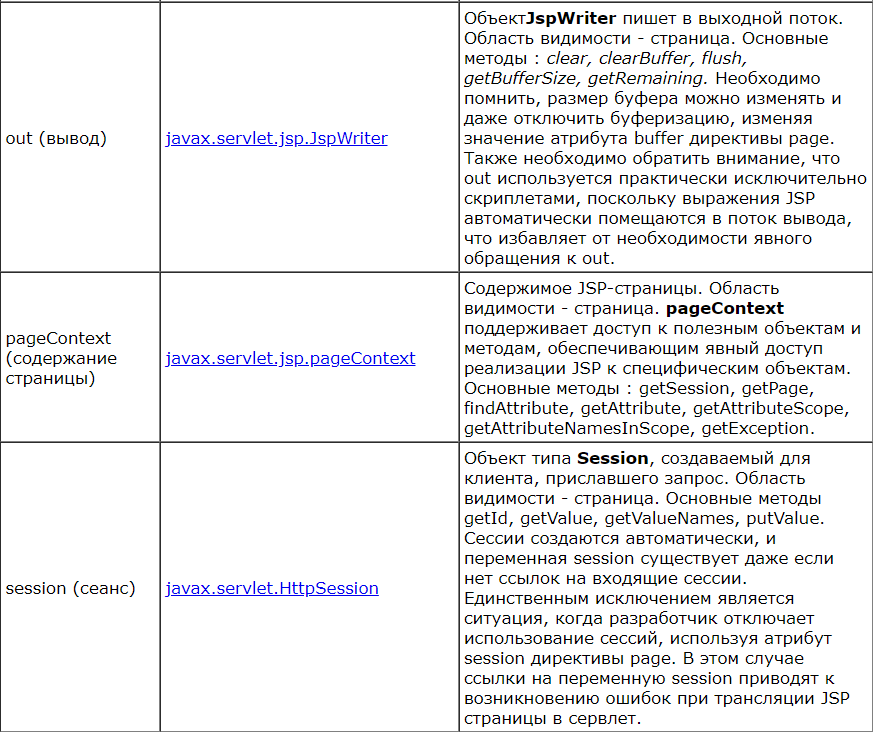 out (вывод)
javax.servlet.jsp.JspWriter
ОбъектJspWriter пишет в выходной поток.
Область видимости - страница. Основные
методы : clear, clearBuffer, flush,
getBufferSize, getRemaining. Необходимо
помнить, размер буфера можно изменять и
даже отключить буферизацию, изменяя
значение атрибута buffer директивы page.
Также необходимо обратить внимание, что
out используется практически исключительно
скриплетами, поскольку выражения JSP
автоматически помещаются в поток вывода,
что избавляет от необходимости явного
обращения к out.
pageContext
(содержание
страницы)
javax.servlet.jsp.pageContext
Содержимое JSP-страницы. Область
видимости - страница. pageContext
поддерживает доступ к полезным объектам и
методам, обеспечивающим явный доступ
реализации JSP к специфическим объектам.
Основные методы : getSession, getPage,
findAttribute, getAttribute, getAttributeScope,
getAttributeNamesInScope, getException.
session (сеанс)
javax.servlet.HttpSession
Объект типа Session, создаваемый для
клиента, приславшего запрос. Область
видимости - страница. Основные методы
getId, getValue, getValueNames, putValue.
Сессии создаются автоматически, и
переменная session существует даже если
нет ссылок на входящие сессии.
Единственным исключением является
ситуация, когда разработчик отключает
использование сессий, используя атрибут
session директивы page. В этом случае
ссылки на переменную session приводят к
возникновению ошибок при трансляции JSP
страницы в сервлет.